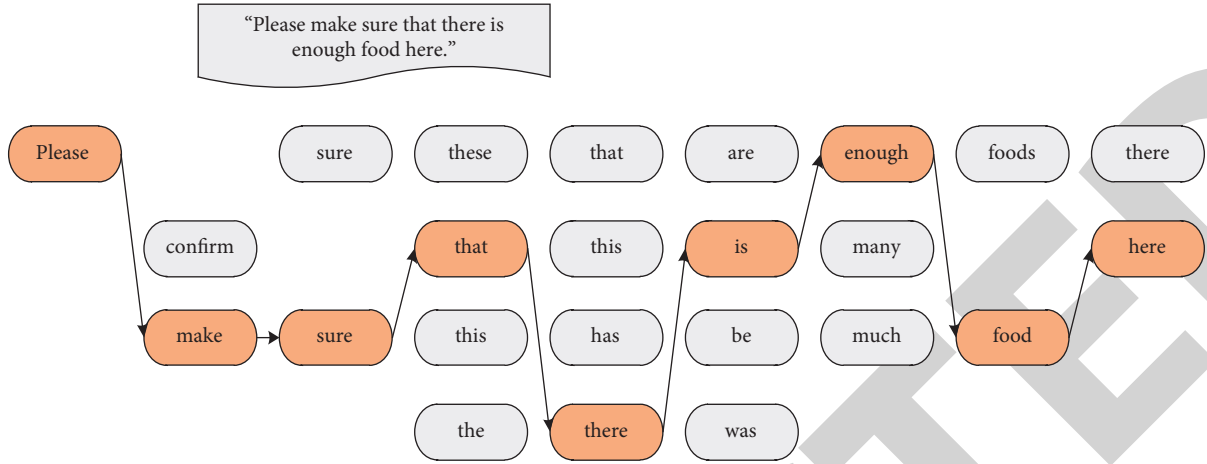 “Please make sure that there is
enough food here.”
Please sure these that are enough foods there
confirm that this is many here
make sure this has be much food
the there was